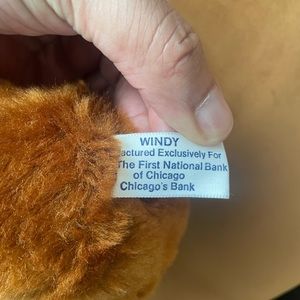 WINDY
actured Exclusively For
The First National Bank
of Chicago
Chicago's Bank